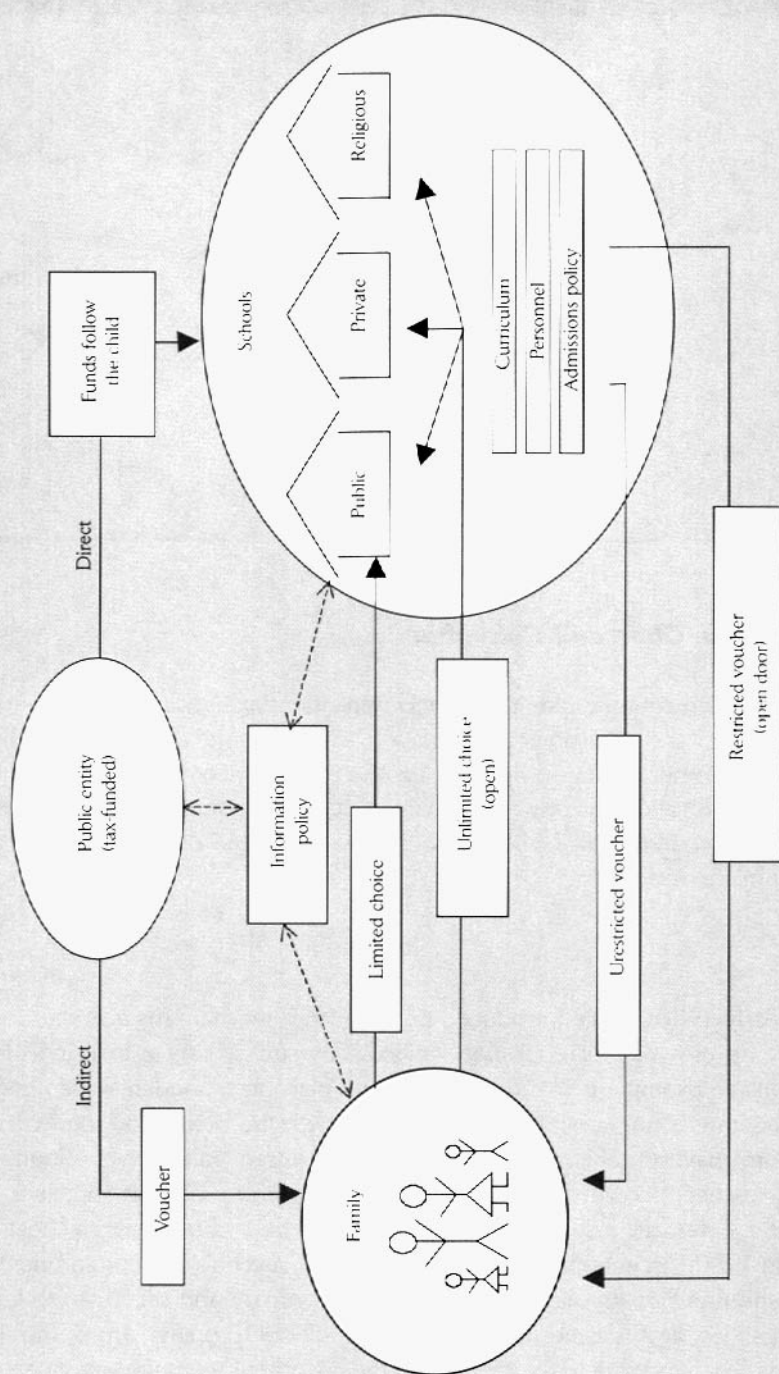 Public entity
(tax-funded)
Indirect
Direct
Voucher
Funds follow
the child
Information
policy
Schools
Family
Public
Private
Religious
Limited choice
Unlimited choice
(open)
Curriculum
Personnel
Admissions policy
Urestricted voucher
Restricted voucher
(open door)